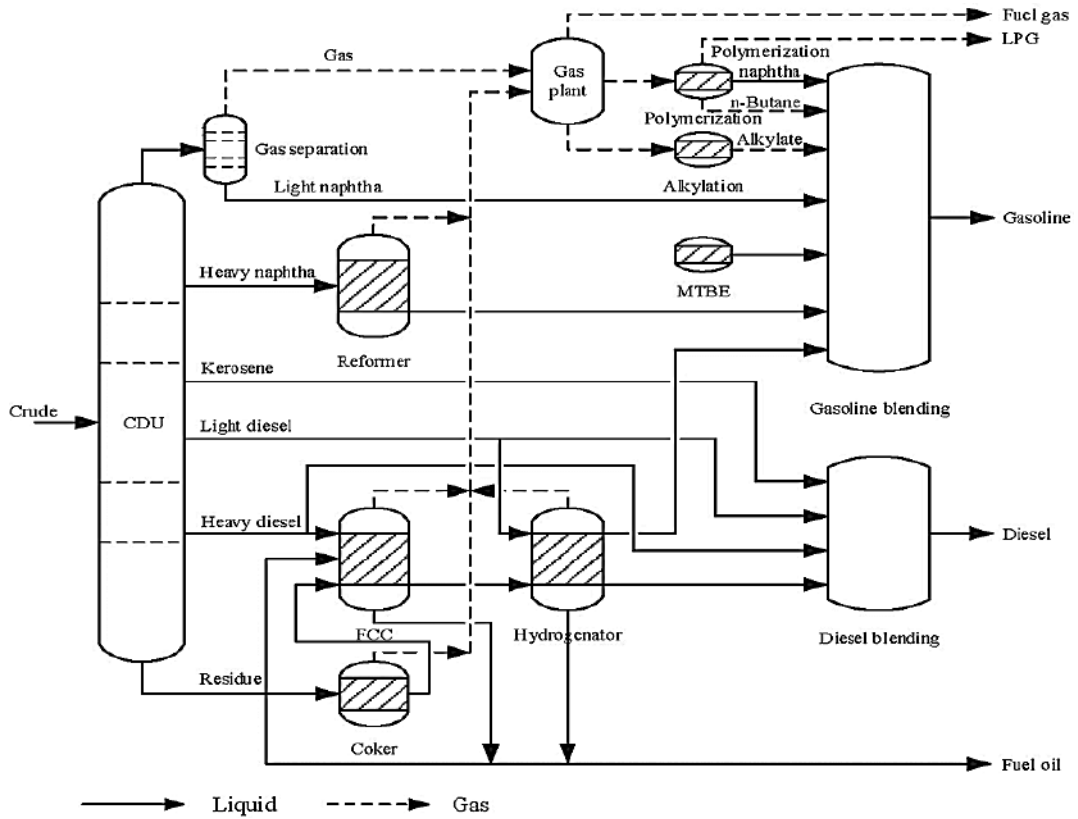 Fuel gas
LPG
Gas
Polymerization
naphtha
Gas
plant
n-Butane
Polymerization
Alkylate
Gas separation
Light naphtha
Alkylation
Gasoline
Heavy naphtha
MTBE
Reformer
Kerosene
Gasoline blending
Crude
CDU
Light diesel
Heavy diesel
Diesel
FCC
Hydrogenator
Diesel blending
Residue
Coker
Fuel oil
Liquid
Gas